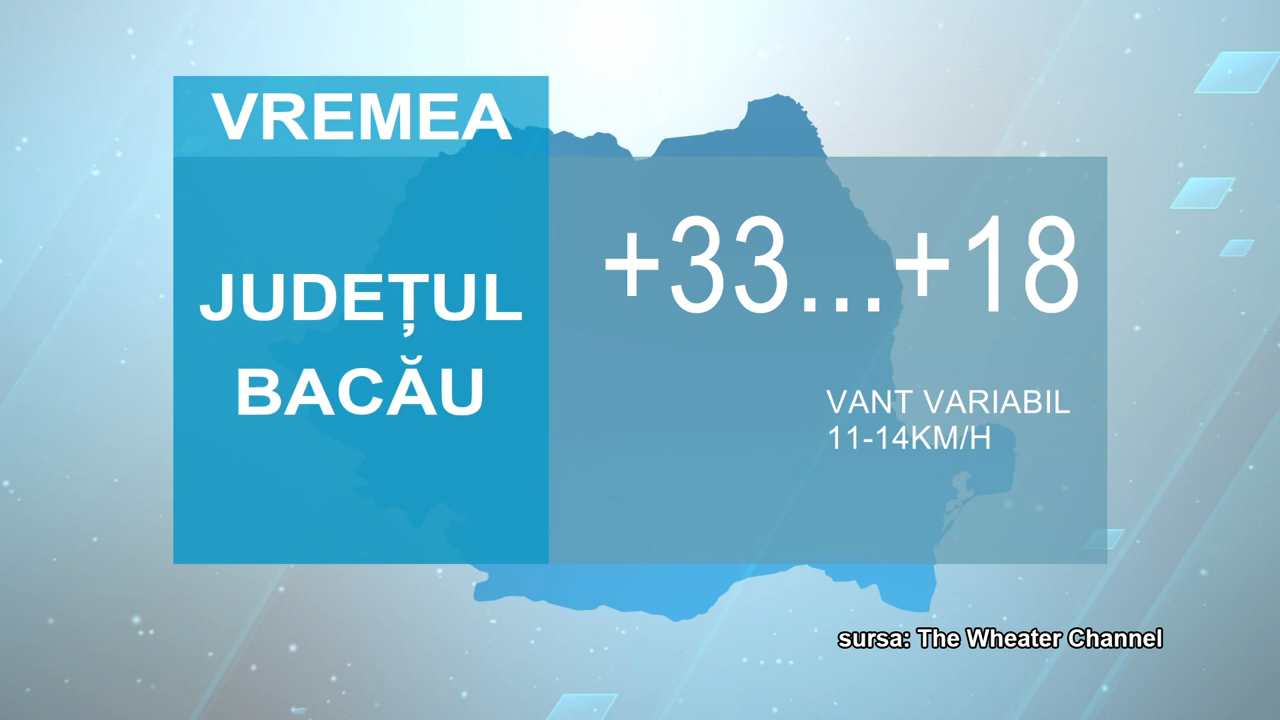 VREMEA
JUDEȚUL
BACĂU
+33...+18
VANT VARIABIL
11-14KM/H
sursa: The Wheater Channel